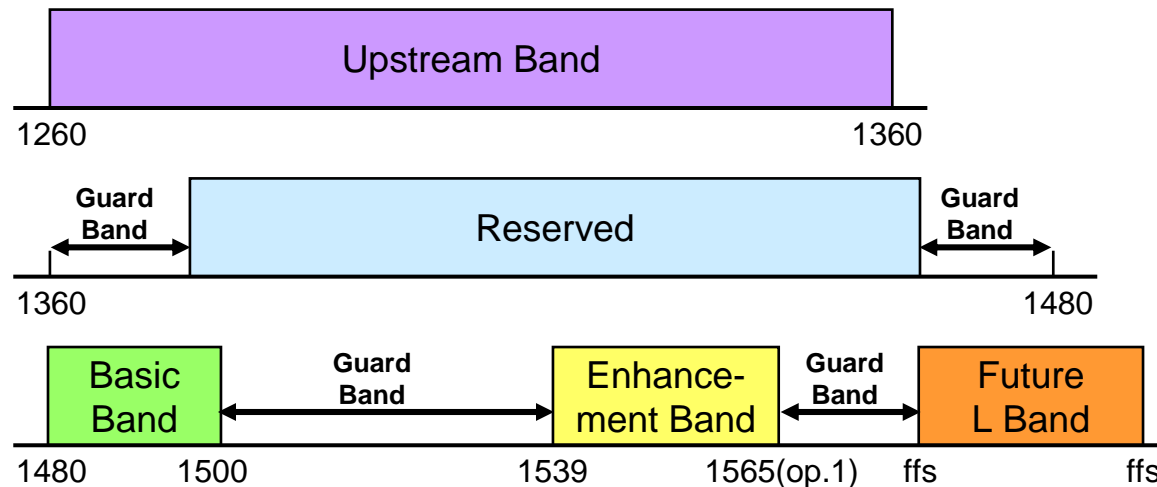 Upstream Band
1260 1360
Guard Guard
Band Band
Reserved
1360 1480
Basic
Band
Guard
Band
Enhance-
ment Band
Guard
Band
Future
L Band
1480 1500 1539 1565(op.1) ffs ffs